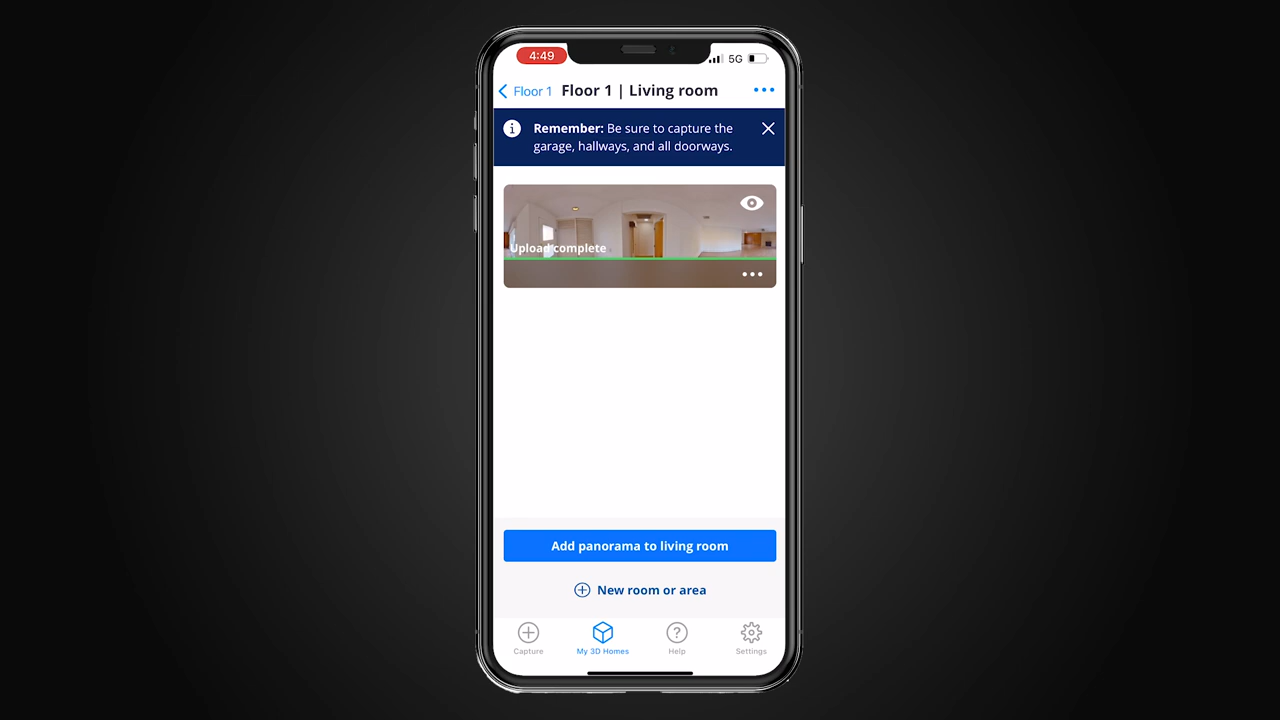 4:49
5G
Floor 1
Floor 1 | Living room
Remember: Be sure to capture the
garage, hallways, and all doorways.
Upload complete
Add panorama to living room
New room or area
Capture
My 3D Homes
Help
Settings